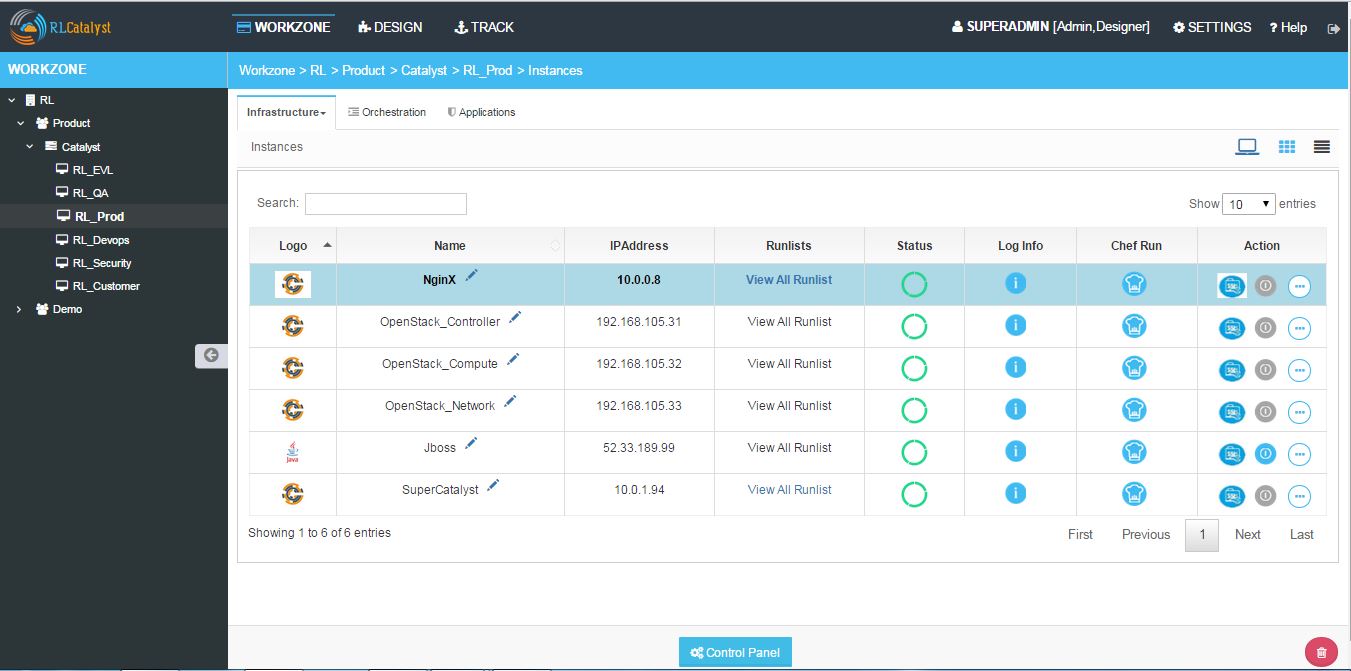 RLCatalyst WORKZONE DESIGN TRACK SUPERADMIN [Admin,Designer] SETTINGS ? Help
WORKZONE
Workzone > RL > Product > Catalyst > RL_Prod > Instances
RL
Product
Catalyst
RL_EVL
RL_QA
RL_Prod
RL_Devops
RL_Security
RL_Customer
Demo
Infrastructure Orchestration Applications
Instances
Search: Show 10 entries
Logo Name IPAddress Runlists Status Log Info Chef Run Action
NginX 10.0.0.8 View All Runlist
OpenStack_Controller 192.168.105.31 View All Runlist
OpenStack_Compute 192.168.105.32 View All Runlist
OpenStack_Network 192.168.105.33 View All Runlist
Java Jboss 52.33.189.99 View All Runlist
SuperCatalyst 10.0.1.94 View All Runlist
Showing 1 to 6 of 6 entries First Previous 1 Next Last
Control Panel